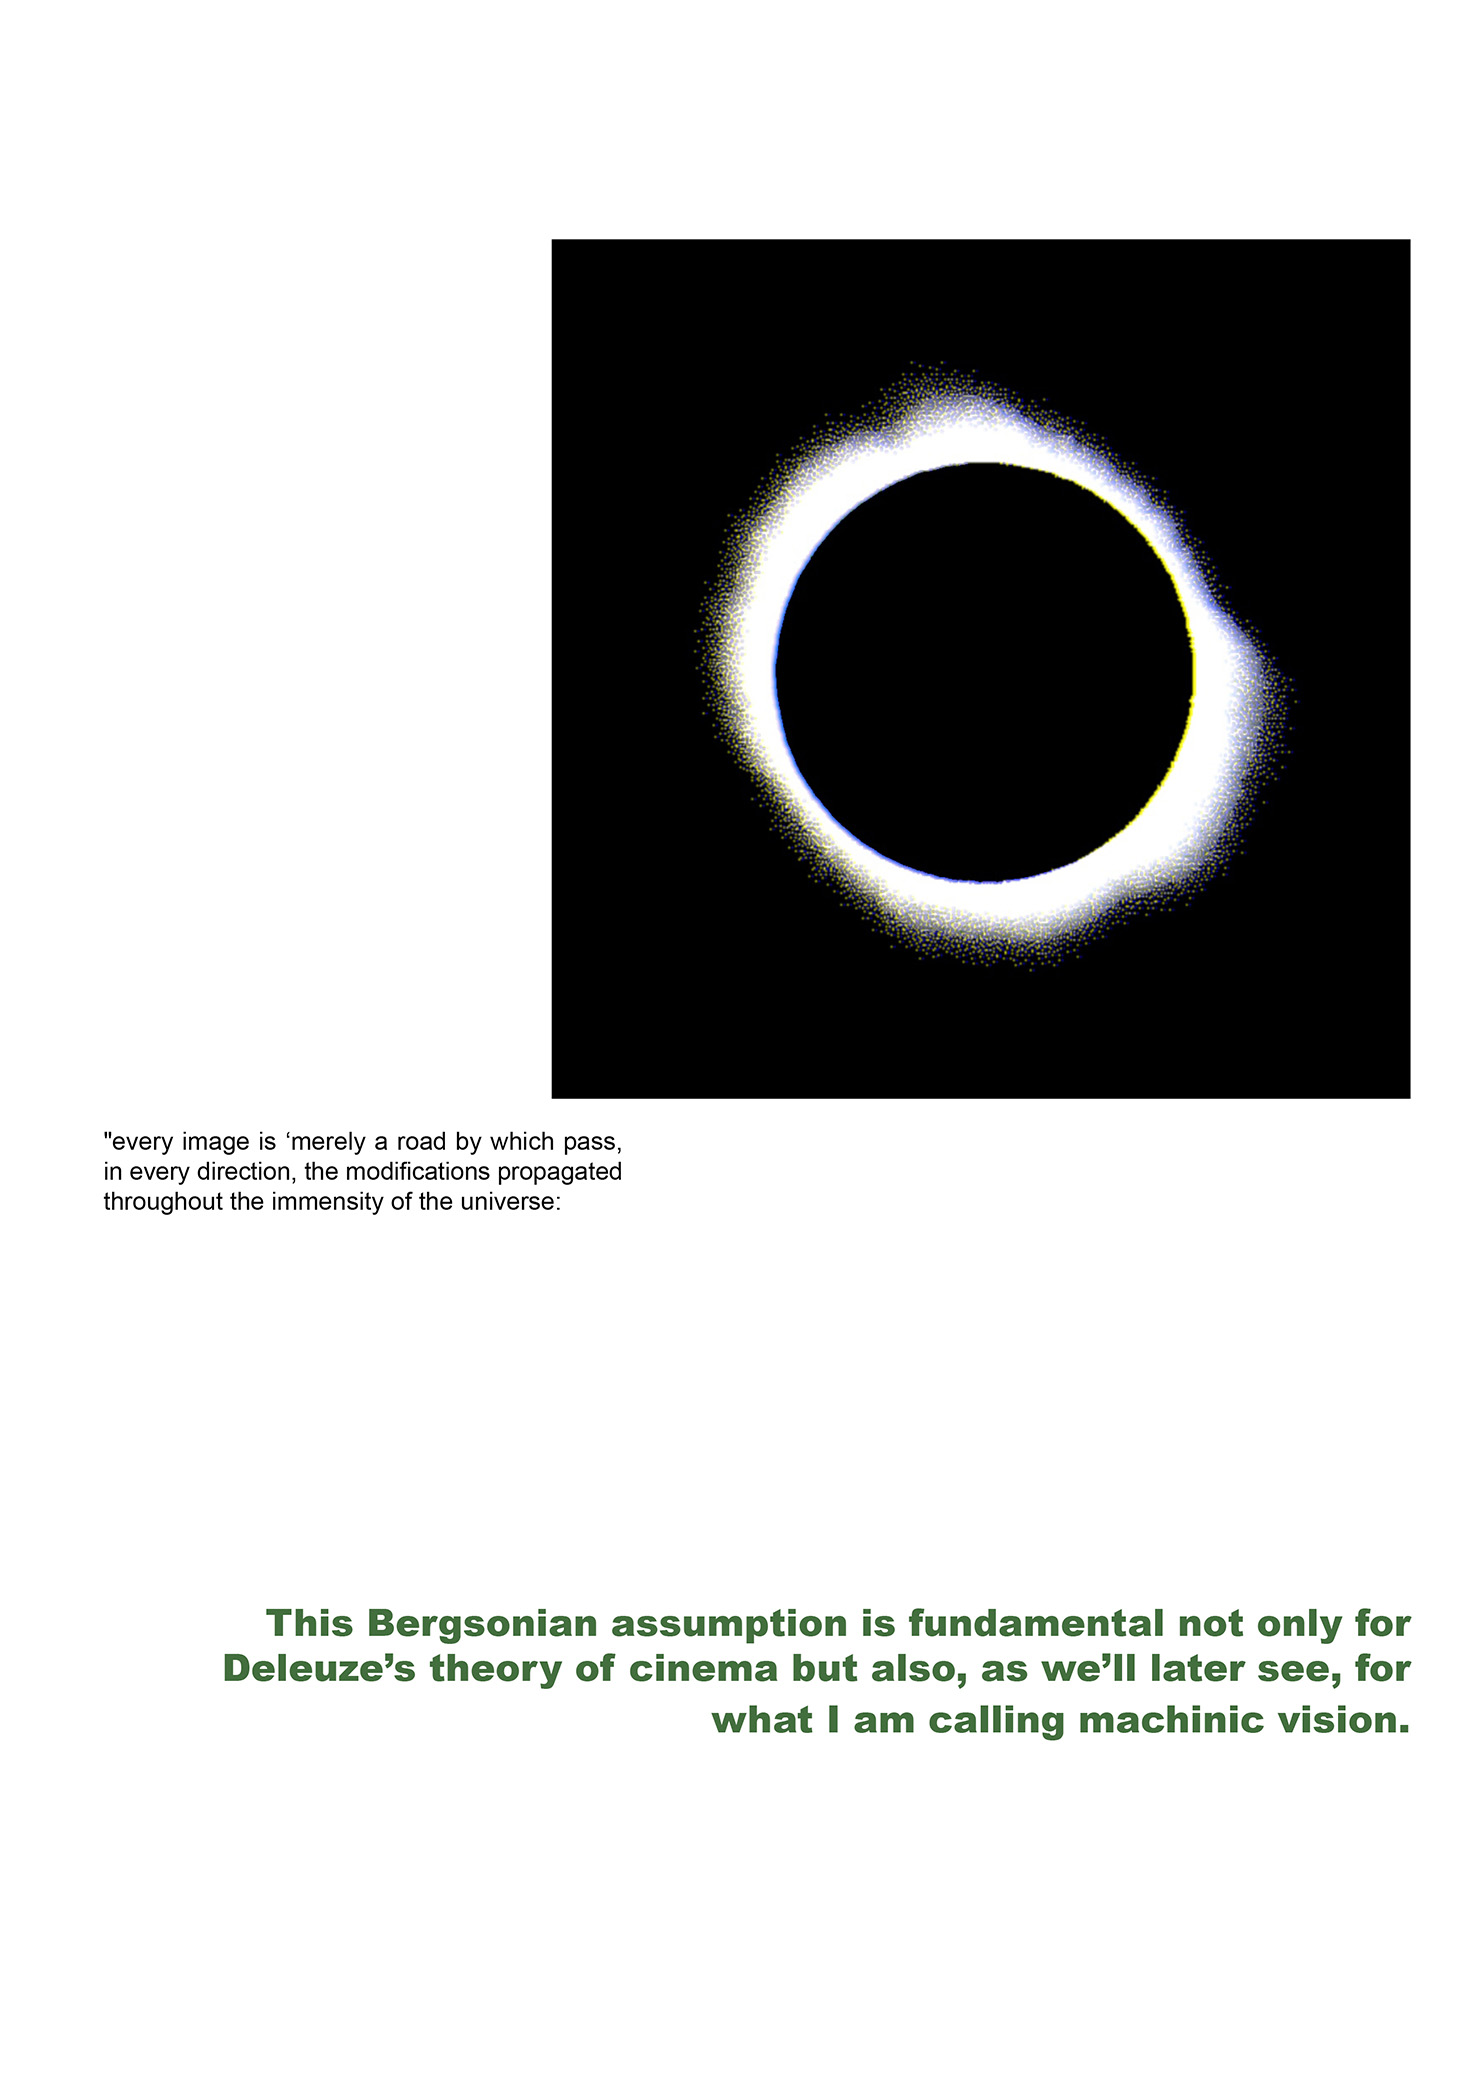 "every image is ‘merely a road by which pass,
in every direction, the modifications propagated
throughout the immensity of the universe:
This Bergsonian assumption is fundamental not only for
Deleuze’s theory of cinema but also, as we’ll later see, for
what I am calling machinic vision.